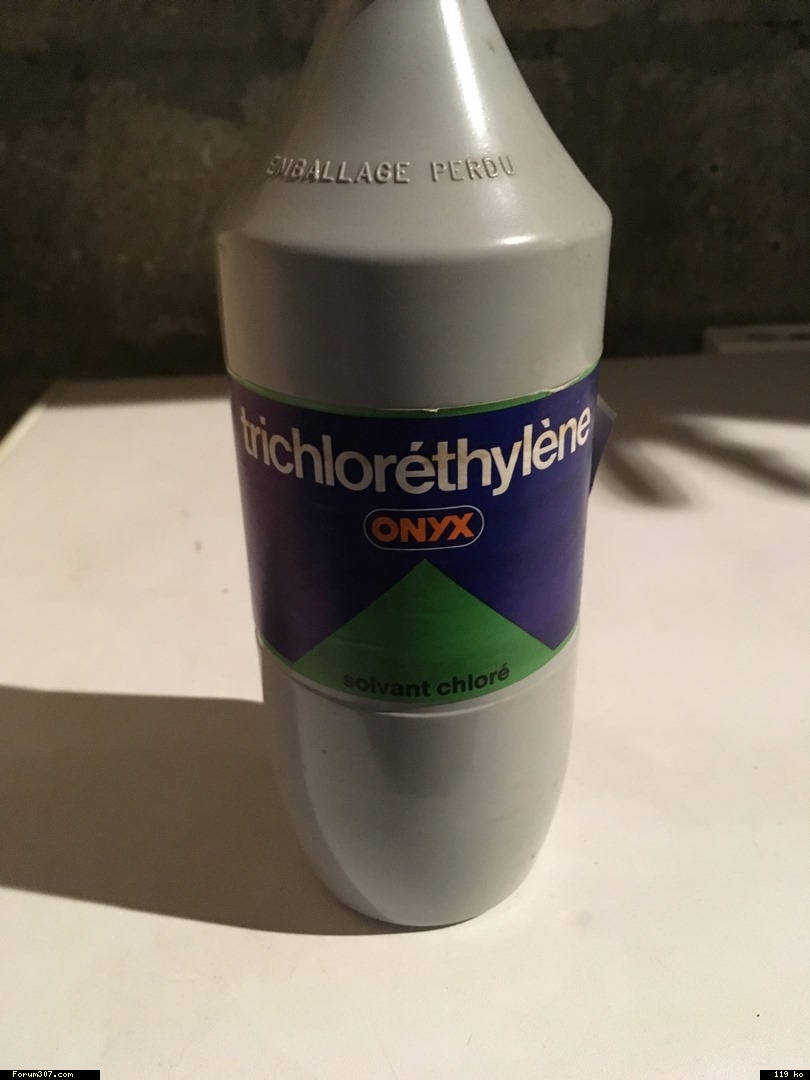 EMBALLAGE PERDU
trichloréthylène
ONYX
solvant chloré
Forum307.com
119 ko